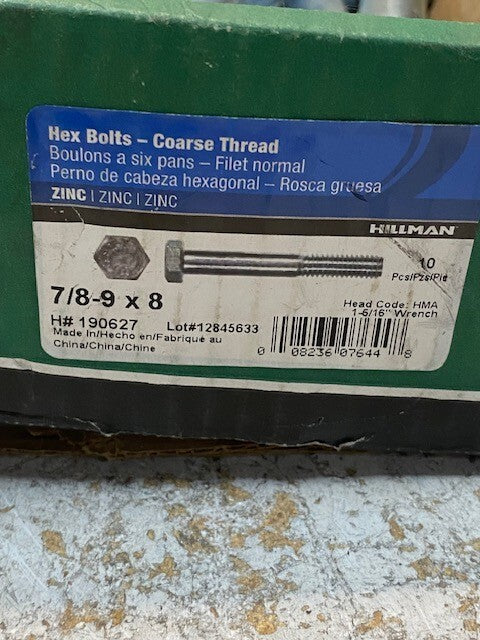 Hex Bolts – Coarse Thread
Boulons a six pans – Filet normal
Perno de cabeza hexagonal – Rosca gruesa
ZINC | ZINC | ZINC
HILLMAN
10
Pcs/Pzs/Pie
7/8-9 x 8
Head Code: HMA
1-5/16" Wrench
H# 190627 Lot#12845633
Made In/Hecho en/Fabrique au
China/China/Chine
0 08236 07644 8